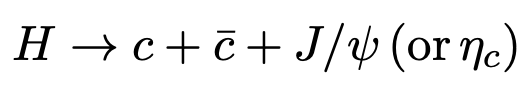 H → c + c̄ + J/ψ (or η_c)